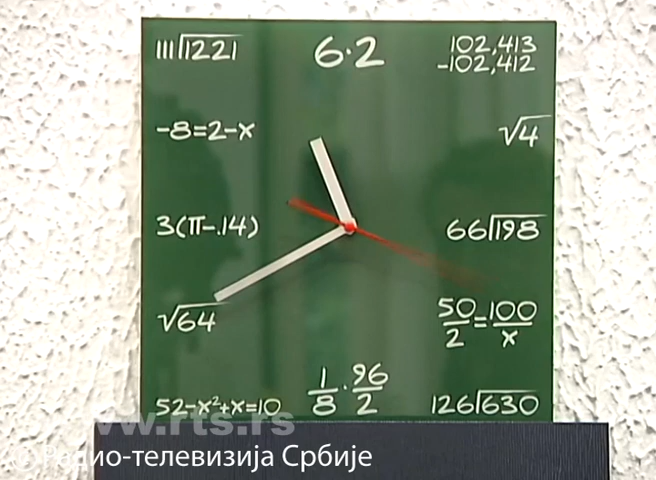 111√1221 6·2 102,413
-102,412
-8=2-x √4
3(π-.14) 66√198
√64 50/2=100/x
52-x²+x=10 1/8·96/2 126√630
www.rts.rs
© Радио-телевизија Србије